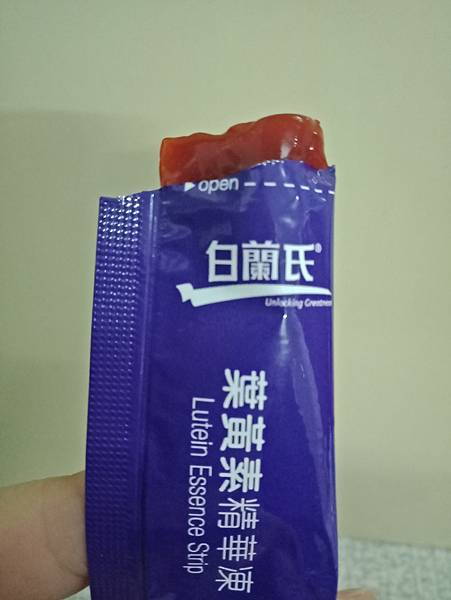 ▶open
白蘭氏®
Unlocking Greatness
葉黃素精華凍
Lutein Essence Strip